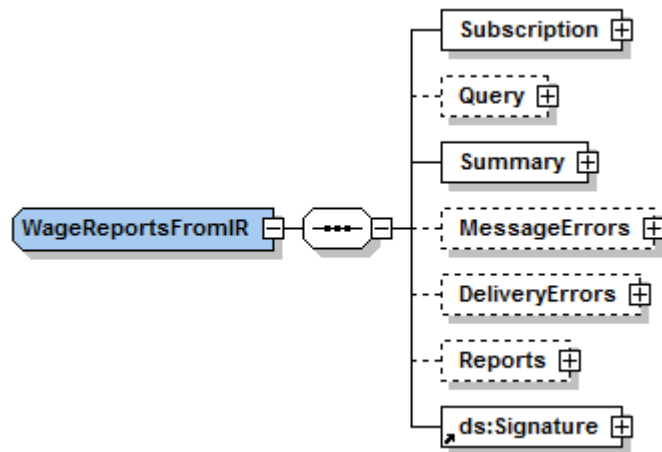 Subscription
Query
Summary
WageReportsFromIR
MessageErrors
DeliveryErrors
Reports
ds:Signature